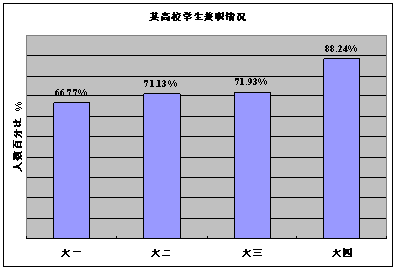 某高校学生兼职情况
88.24%
71.13%
71.93%
66.77%
人数百分比 %
大一
大二
大三
大四